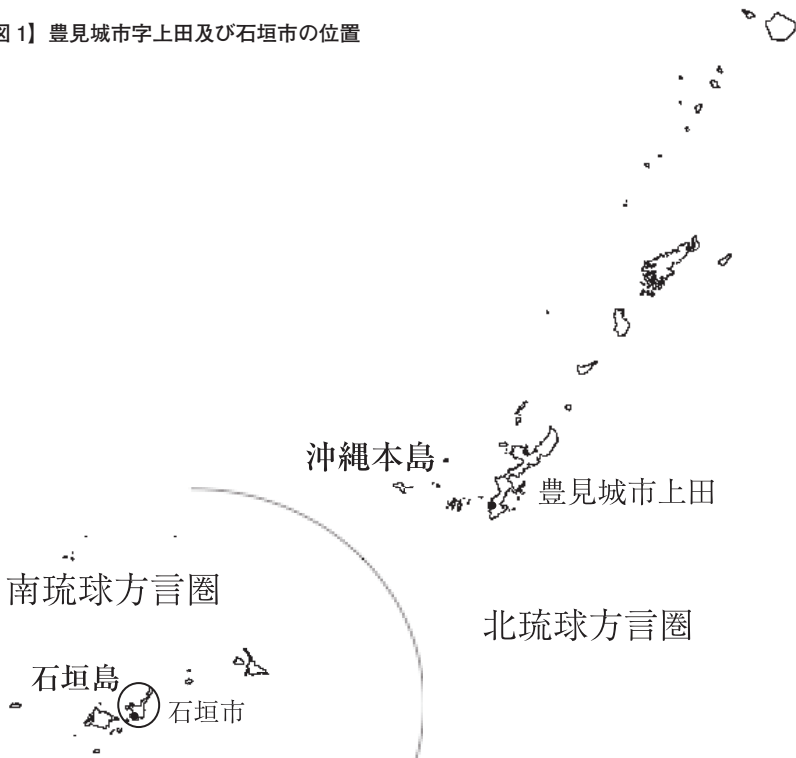 図 1】豊見城市字上田及び石垣市の位置
沖縄本島
豊見城市上田
南琉球方言圏
北琉球方言圏
石垣島
石垣市